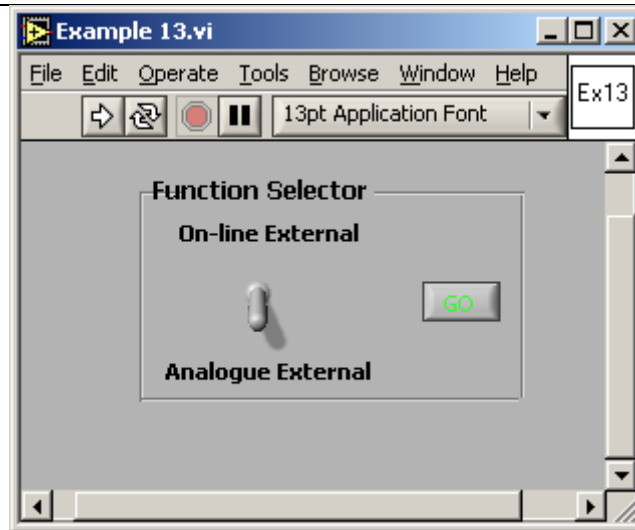 Example 13.vi
File Edit Operate Tools Browse Window Help
Ex13
13pt Application Font
Function Selector
On-line External
GO
Analogue External